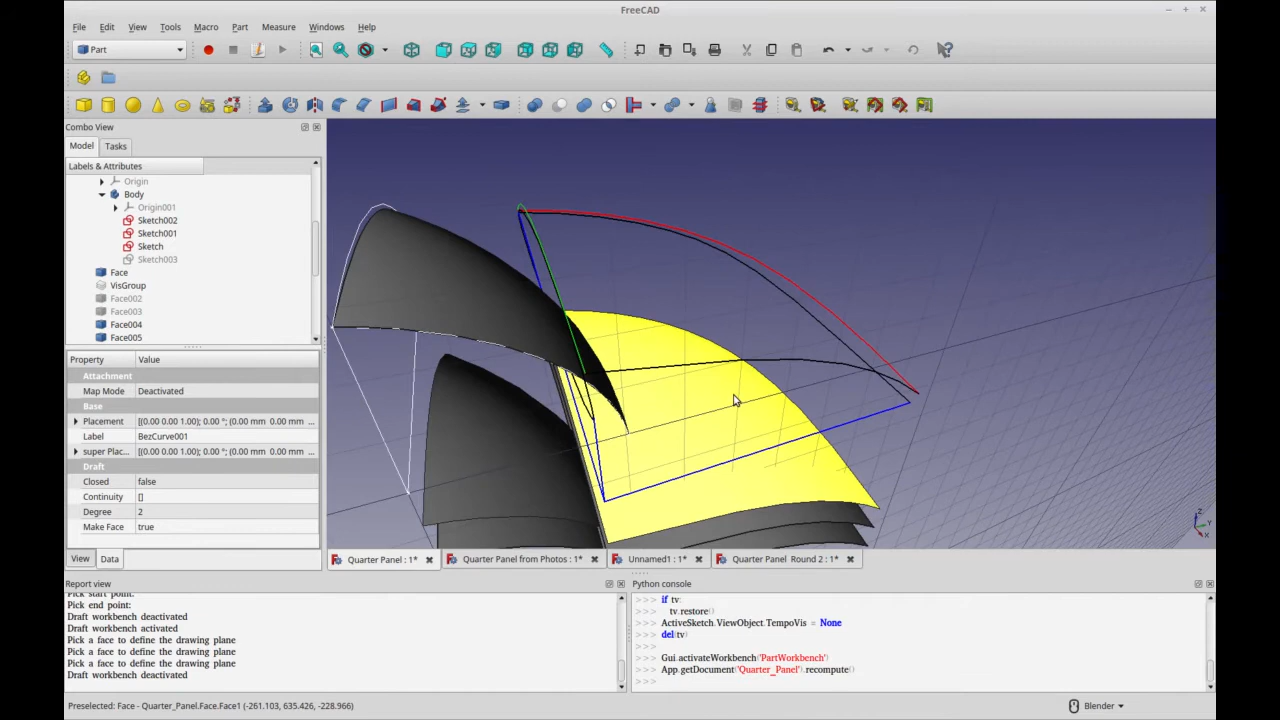 FreeCAD
File Edit View Tools Macro Part Measure Windows Help
Part
Combo View
Model Tasks
Labels & Attributes
Origin
Body
Origin001
Sketch002
Sketch001
Sketch
Sketch003
Face
VisGroup
Face002
Face003
Face004
Face005
Property Value
Attachment
Map Mode Deactivated
Base
Placement [(0.00 0.00 1.00); 0.00 °; (0.00 mm 0.00 mm ...
Label BezCurve001
super Plac... [(0.00 0.00 1.00); 0.00 °; (0.00 mm 0.00 mm ...
Draft
Closed false
Continuity []
Degree 2
Make Face true
View Data
Quarter Panel : 1* Quarter Panel from Photos : 1* Unnamed1 : 1* Quarter Panel Round 2 : 1*
Report view
Pick start point:
Pick end point:
Draft workbench deactivated
Draft workbench activated
Pick a face to define the drawing plane
Pick a face to define the drawing plane
Pick a face to define the drawing plane
Draft workbench deactivated
Python console
>>> if tv:
>>> tv.restore()
>>> ActiveSketch.ViewObject.TempoVis = None
>>> del(tv)
>>>
>>> Gui.activateWorkbench('PartWorkbench')
>>> App.getDocument('Quarter_Panel').recompute()
>>>
Z
Y
X
Preselected: Face - Quarter_Panel.Face.Face1 (-261.103, 635.426, -228.966)
Blender